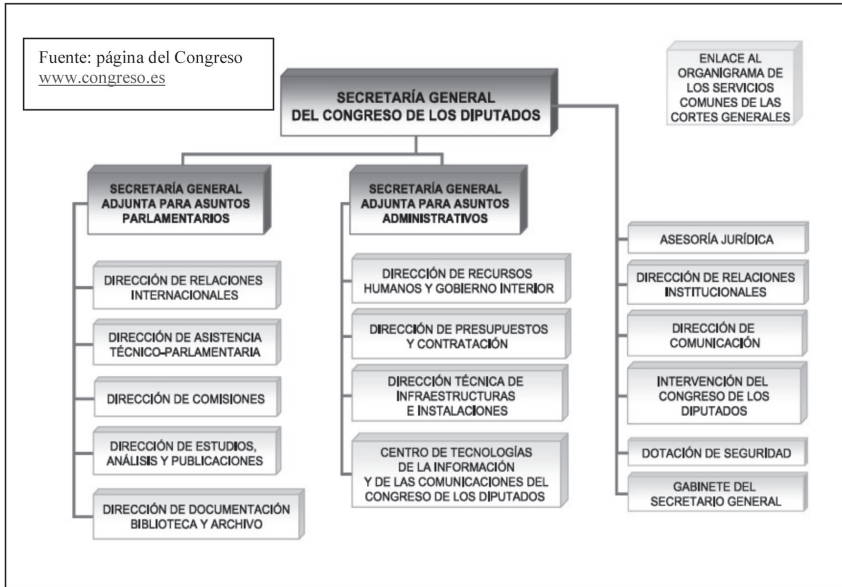 Fuente: página del Congreso
www.congreso.es
ENLACE AL
ORGANIGRAMA DE
LOS SERVICIOS
COMUNES DE LAS
CORTES GENERALES
SECRETARÍA GENERAL
DEL CONGRESO DE LOS DIPUTADOS
SECRETARÍA GENERAL
ADJUNTA PARA ASUNTOS
PARLAMENTARIOS
DIRECCIÓN DE RELACIONES
INTERNACIONALES
DIRECCIÓN DE ASISTENCIA
TÉCNICO-PARLAMENTARIA
DIRECCIÓN DE COMISIONES
DIRECCIÓN DE ESTUDIOS,
ANÁLISIS Y PUBLICACIONES
DIRECCIÓN DE DOCUMENTACIÓN
BIBLIOTECA Y ARCHIVO
SECRETARÍA GENERAL
ADJUNTA PARA ASUNTOS
ADMINISTRATIVOS
DIRECCIÓN DE RECURSOS
HUMANOS Y GOBIERNO INTERIOR
DIRECCIÓN DE PRESUPUESTOS
Y CONTRATACIÓN
DIRECCIÓN TÉCNICA DE
INFRAESTRUCTURAS
E INSTALACIONES
CENTRO DE TECNOLOGÍAS
DE LA INFORMACIÓN
Y DE LAS COMUNICACIONES DEL
CONGRESO DE LOS DIPUTADOS
ASESORÍA JURÍDICA
DIRECCIÓN DE RELACIONES
INSTITUCIONALES
DIRECCIÓN DE
COMUNICACIÓN
INTERVENCIÓN DEL
CONGRESO DE LOS
DIPUTADOS
DOTACIÓN DE SEGURIDAD
GABINETE DEL
SECRETARIO GENERAL